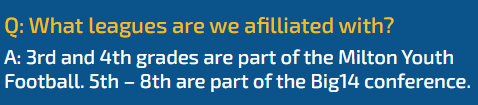 Q: What leagues are we afilliated with?
A: 3rd and 4th grades are part of the Milton Youth
Football. 5th – 8th are part of the Big14 conference.